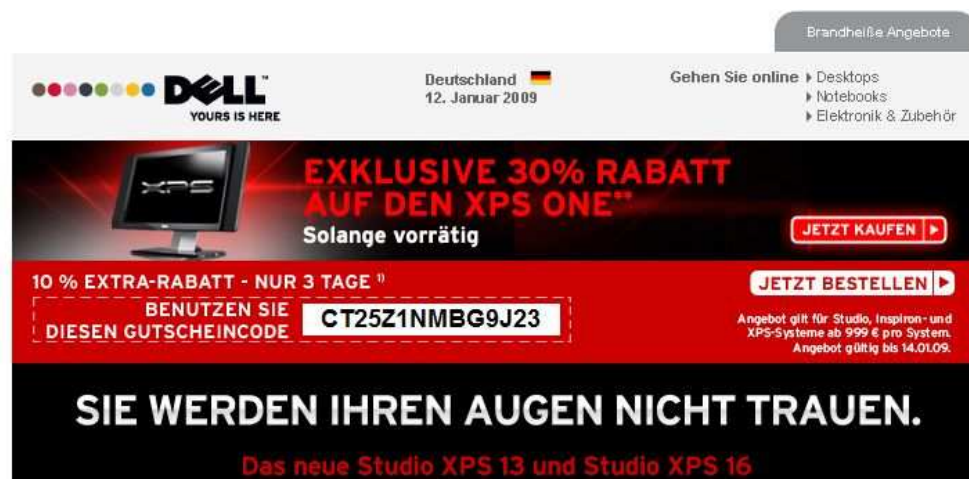 Brandheiße Angebote
DELL™
YOURS IS HERE
Deutschland
12. Januar 2009
Gehen Sie online
Desktops
Notebooks
Elektronik & Zubehör
XPS
EXKLUSIVE 30% RABATT
AUF DEN XPS ONE**
Solange vorrätig
JETZT KAUFEN
10 % EXTRA-RABATT - NUR 3 TAGE ¹⁾
BENUTZEN SIE
DIESEN GUTSCHEINCODE
CT25Z1NMBG9J23
JETZT BESTELLEN
Angebot gilt für Studio, Inspiron- und
XPS-Systeme ab 999 € pro System.
Angebot gültig bis 14.01.09.
SIE WERDEN IHREN AUGEN NICHT TRAUEN.
Das neue Studio XPS 13 und Studio XPS 16